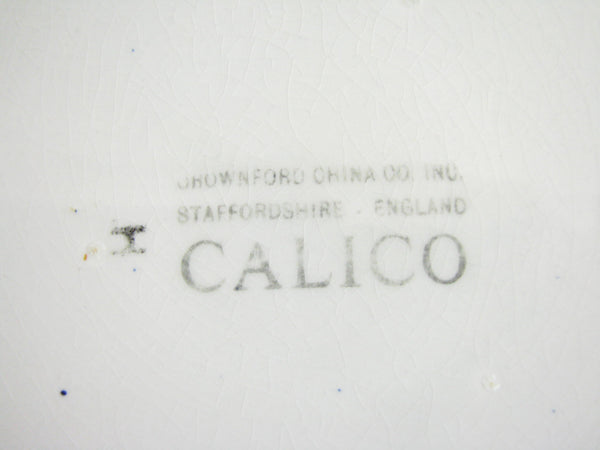 CROWNFORD CHINA CO. INC.
STAFFORDSHIRE - ENGLAND
I CALICO